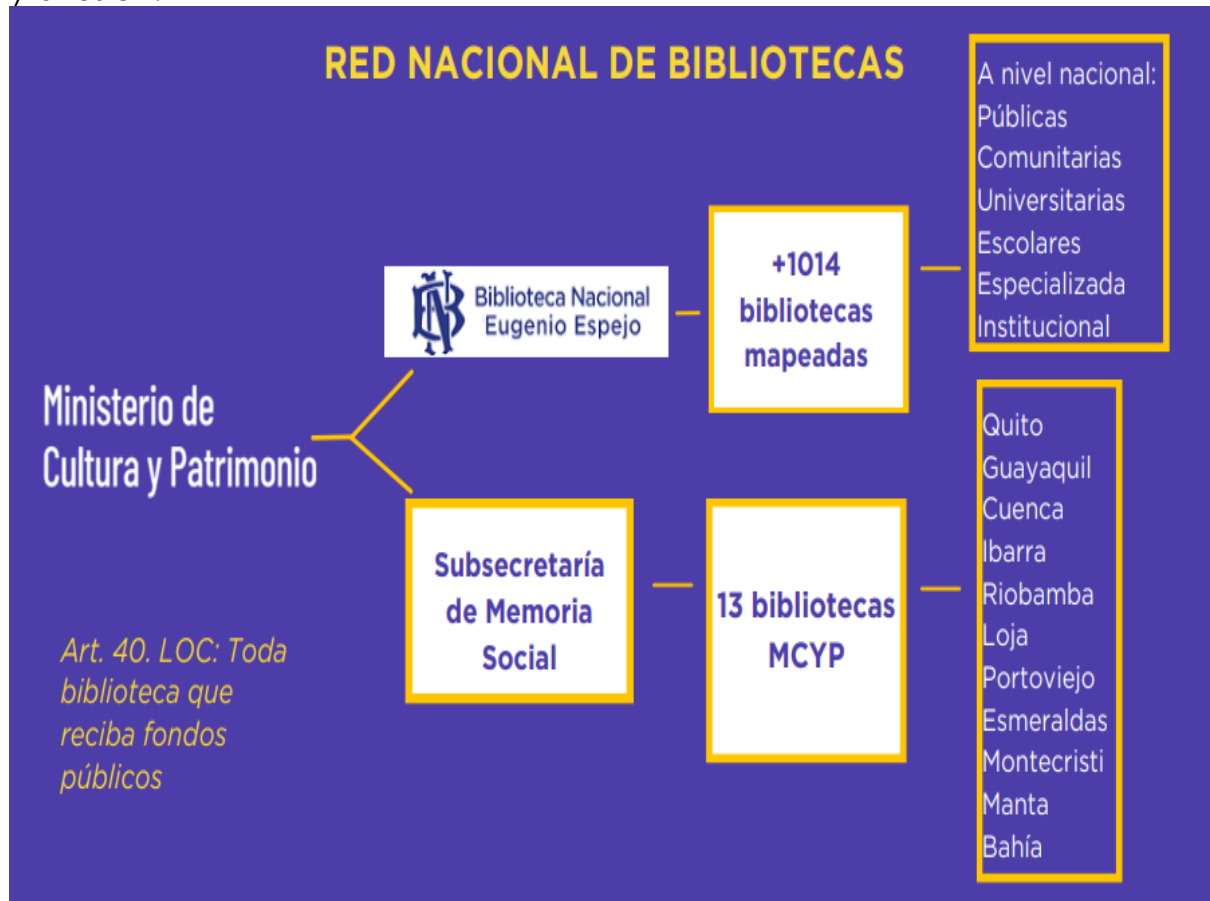 RED NACIONAL DE BIBLIOTECAS
A nivel nacional:
Públicas
Comunitarias
Universitarias
Escolares
Especializada
Institucional
+1014
bibliotecas
mapeadas
Biblioteca Nacional
Eugenio Espejo
Ministerio de
Cultura y Patrimonio
Subsecretaría
de Memoria
Social
13 bibliotecas
MCYP
Quito
Guayaquil
Cuenca
Ibarra
Riobamba
Loja
Portoviejo
Esmeraldas
Montecristi
Manta
Bahía
Art. 40. LOC: Toda
biblioteca que
reciba fondos
públicos